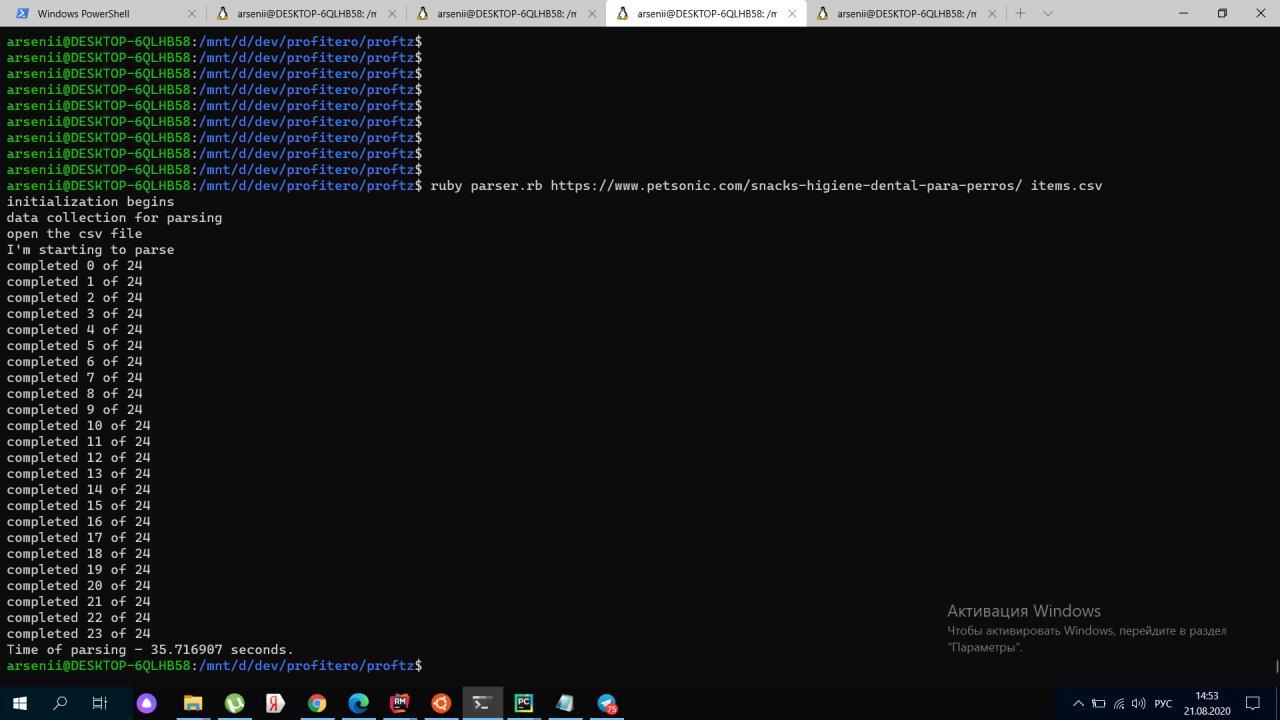 Windows PowerShell
arsenii@DESKTOP-6QLHB58: /m
arsenii@DESKTOP-6QLHB58: /m
arsenii@DESKTOP-6QLHB58: /m
arsenii@DESKTOP-6QLHB58: /m
arsenii@DESKTOP-6QLHB58:/mnt/d/dev/profitero/proftz$
arsenii@DESKTOP-6QLHB58:/mnt/d/dev/profitero/proftz$
arsenii@DESKTOP-6QLHB58:/mnt/d/dev/profitero/proftz$
arsenii@DESKTOP-6QLHB58:/mnt/d/dev/profitero/proftz$
arsenii@DESKTOP-6QLHB58:/mnt/d/dev/profitero/proftz$
arsenii@DESKTOP-6QLHB58:/mnt/d/dev/profitero/proftz$
arsenii@DESKTOP-6QLHB58:/mnt/d/dev/profitero/proftz$
arsenii@DESKTOP-6QLHB58:/mnt/d/dev/profitero/proftz$
arsenii@DESKTOP-6QLHB58:/mnt/d/dev/profitero/proftz$
arsenii@DESKTOP-6QLHB58:/mnt/d/dev/profitero/proftz$ ruby parser.rb https://www.petsonic.com/snacks-higiene-dental-para-perros/ items.csv
initialization begins
data collection for parsing
open the csv file
I'm starting to parse
completed 0 of 24
completed 1 of 24
completed 2 of 24
completed 3 of 24
completed 4 of 24
completed 5 of 24
completed 6 of 24
completed 7 of 24
completed 8 of 24
completed 9 of 24
completed 10 of 24
completed 11 of 24
completed 12 of 24
completed 13 of 24
completed 14 of 24
completed 15 of 24
completed 16 of 24
completed 17 of 24
completed 18 of 24
completed 19 of 24
completed 20 of 24
completed 21 of 24
completed 22 of 24
completed 23 of 24
Time of parsing - 35.716907 seconds.
arsenii@DESKTOP-6QLHB58:/mnt/d/dev/profitero/proftz$
Активация Windows
Чтобы активировать Windows, перейдите в раздел
"Параметры".
Я
RM
PC
75
РУС
14:53
21.08.2020